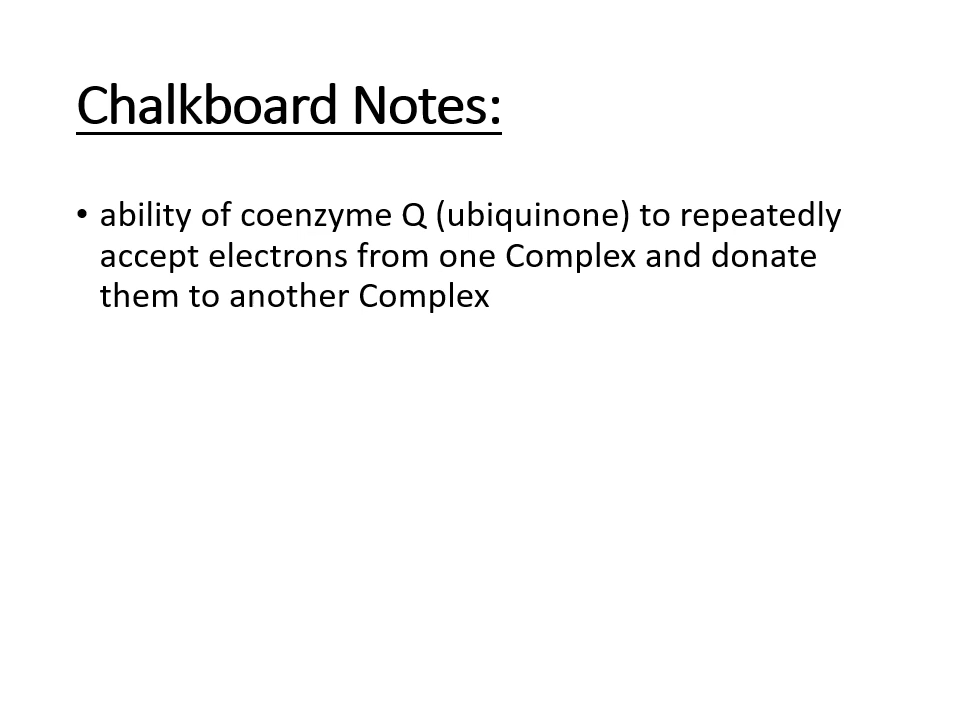 Chalkboard Notes:
• ability of coenzyme Q (ubiquinone) to repeatedly
accept electrons from one Complex and donate
them to another Complex